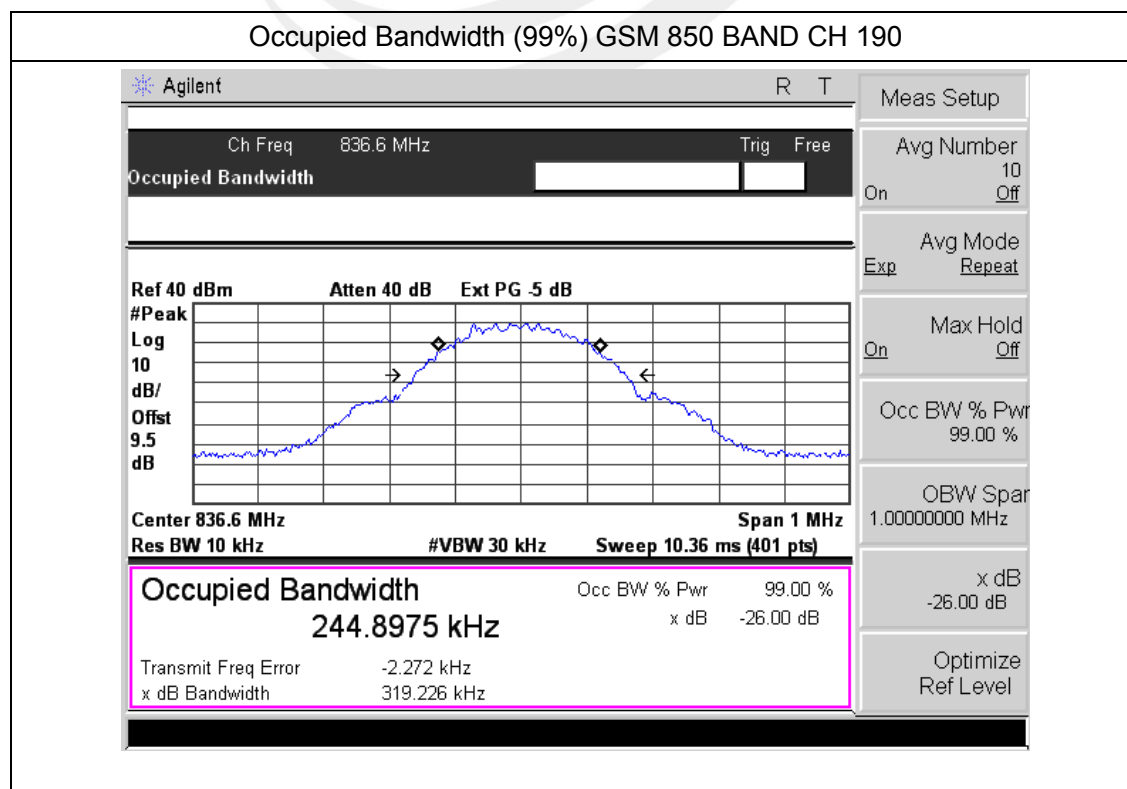 Occupied Bandwidth (99%) GSM 850 BAND CH 190
Agilent R T
Ch Freq 836.6 MHz Trig Free
Occupied Bandwidth
Ref 40 dBm Atten 40 dB Ext PG -5 dB
#Peak
Log
10
dB/
Offst
9.5
dB
Center 836.6 MHz Span 1 MHz
Res BW 10 kHz #VBW 30 kHz Sweep 10.36 ms (401 pts)
Occupied Bandwidth
244.8975 kHz
Occ BW % Pwr 99.00 %
x dB -26.00 dB
Transmit Freq Error -2.272 kHz
x dB Bandwidth 319.226 kHz
Meas Setup
Avg Number
10
On Off
Avg Mode
Exp Repeat
Max Hold
On Off
Occ BW % Pwr
99.00 %
OBW Span
1.00000000 MHz
x dB
-26.00 dB
Optimize
Ref Level